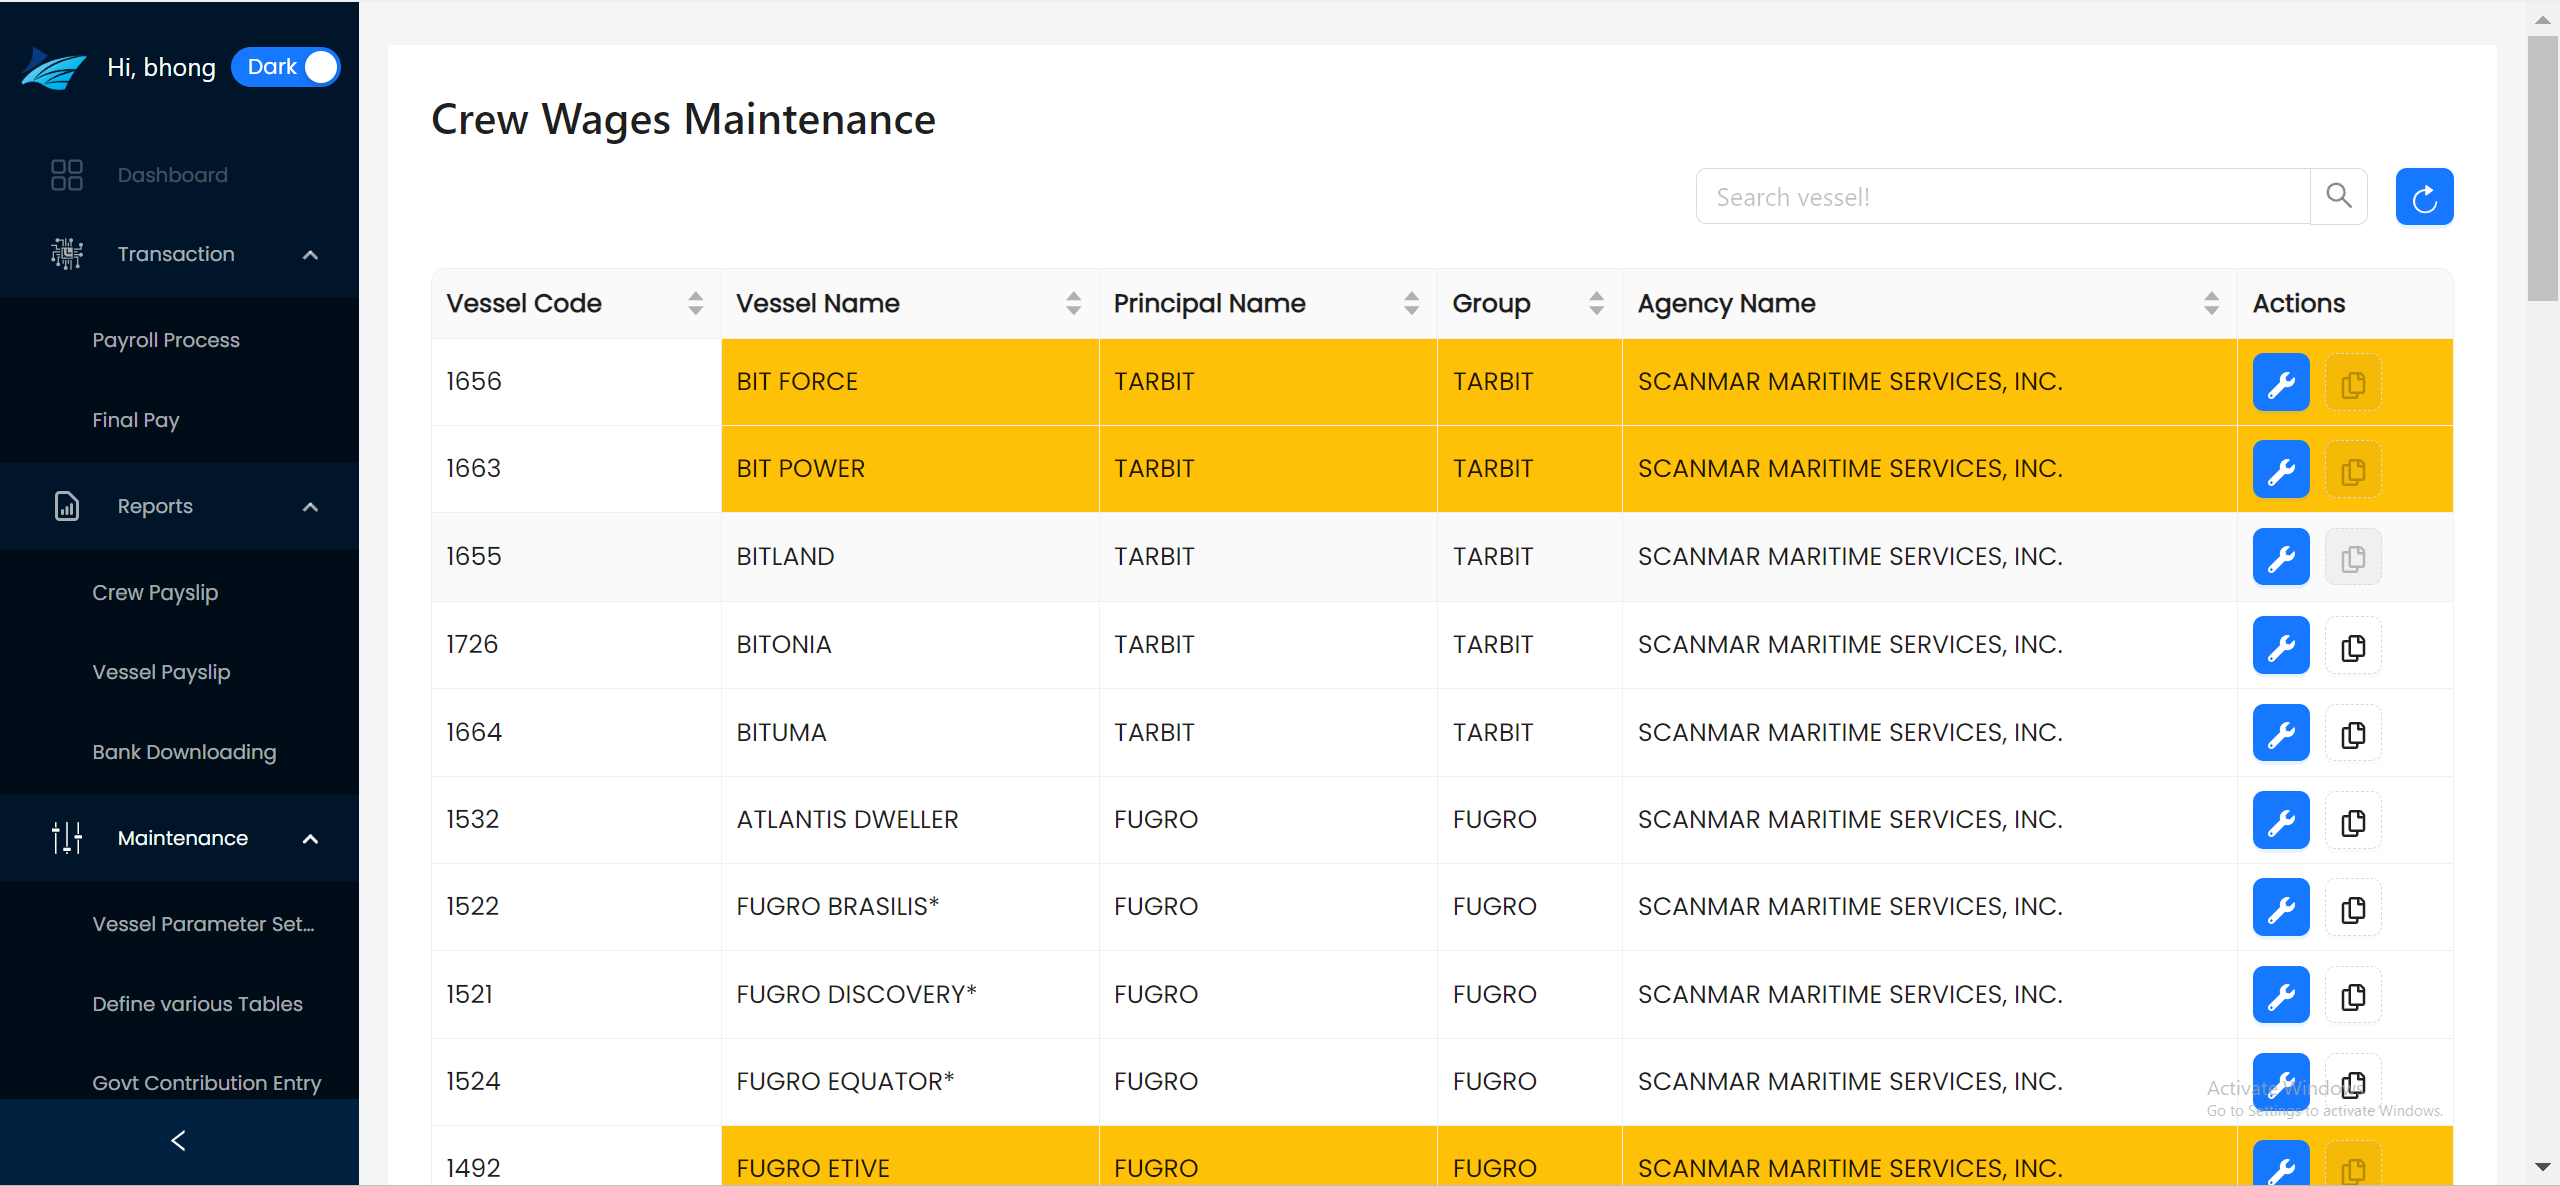 Hi, bhong
Dark
Dashboard
Transaction
Payroll Process
Final Pay
Reports
Crew Payslip
Vessel Payslip
Bank Downloading
Maintenance
Vessel Parameter Set...
Define various Tables
Govt Contribution Entry
Crew Wages Maintenance
Search vessel!
Vessel Code Vessel Name Principal Name Group Agency Name Actions
1656 BIT FORCE TARBIT TARBIT SCANMAR MARITIME SERVICES, INC.
1663 BIT POWER TARBIT TARBIT SCANMAR MARITIME SERVICES, INC.
1655 BITLAND TARBIT TARBIT SCANMAR MARITIME SERVICES, INC.
1726 BITONIA TARBIT TARBIT SCANMAR MARITIME SERVICES, INC.
1664 BITUMA TARBIT TARBIT SCANMAR MARITIME SERVICES, INC.
1532 ATLANTIS DWELLER FUGRO FUGRO SCANMAR MARITIME SERVICES, INC.
1522 FUGRO BRASILIS* FUGRO FUGRO SCANMAR MARITIME SERVICES, INC.
1521 FUGRO DISCOVERY* FUGRO FUGRO SCANMAR MARITIME SERVICES, INC.
1524 FUGRO EQUATOR* FUGRO FUGRO SCANMAR MARITIME SERVICES, INC.
1492 FUGRO ETIVE FUGRO FUGRO SCANMAR MARITIME SERVICES, INC.
Activate Windows
Go to Settings to activate Windows.